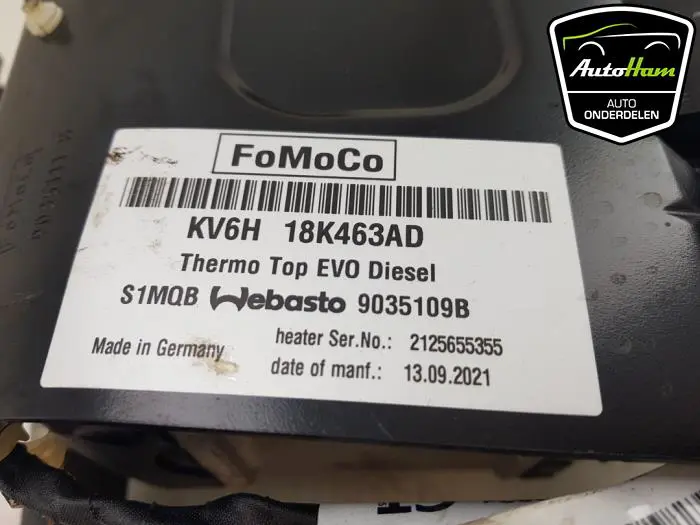 AutoHam
AUTO
ONDERDELEN
FoMoCo
KV6H 18K463AD
Thermo Top EVO Diesel
S1MQB Webasto 9035109B
Made in Germany
heater Ser.No.: 2125655355
date of manf.: 13.09.2021